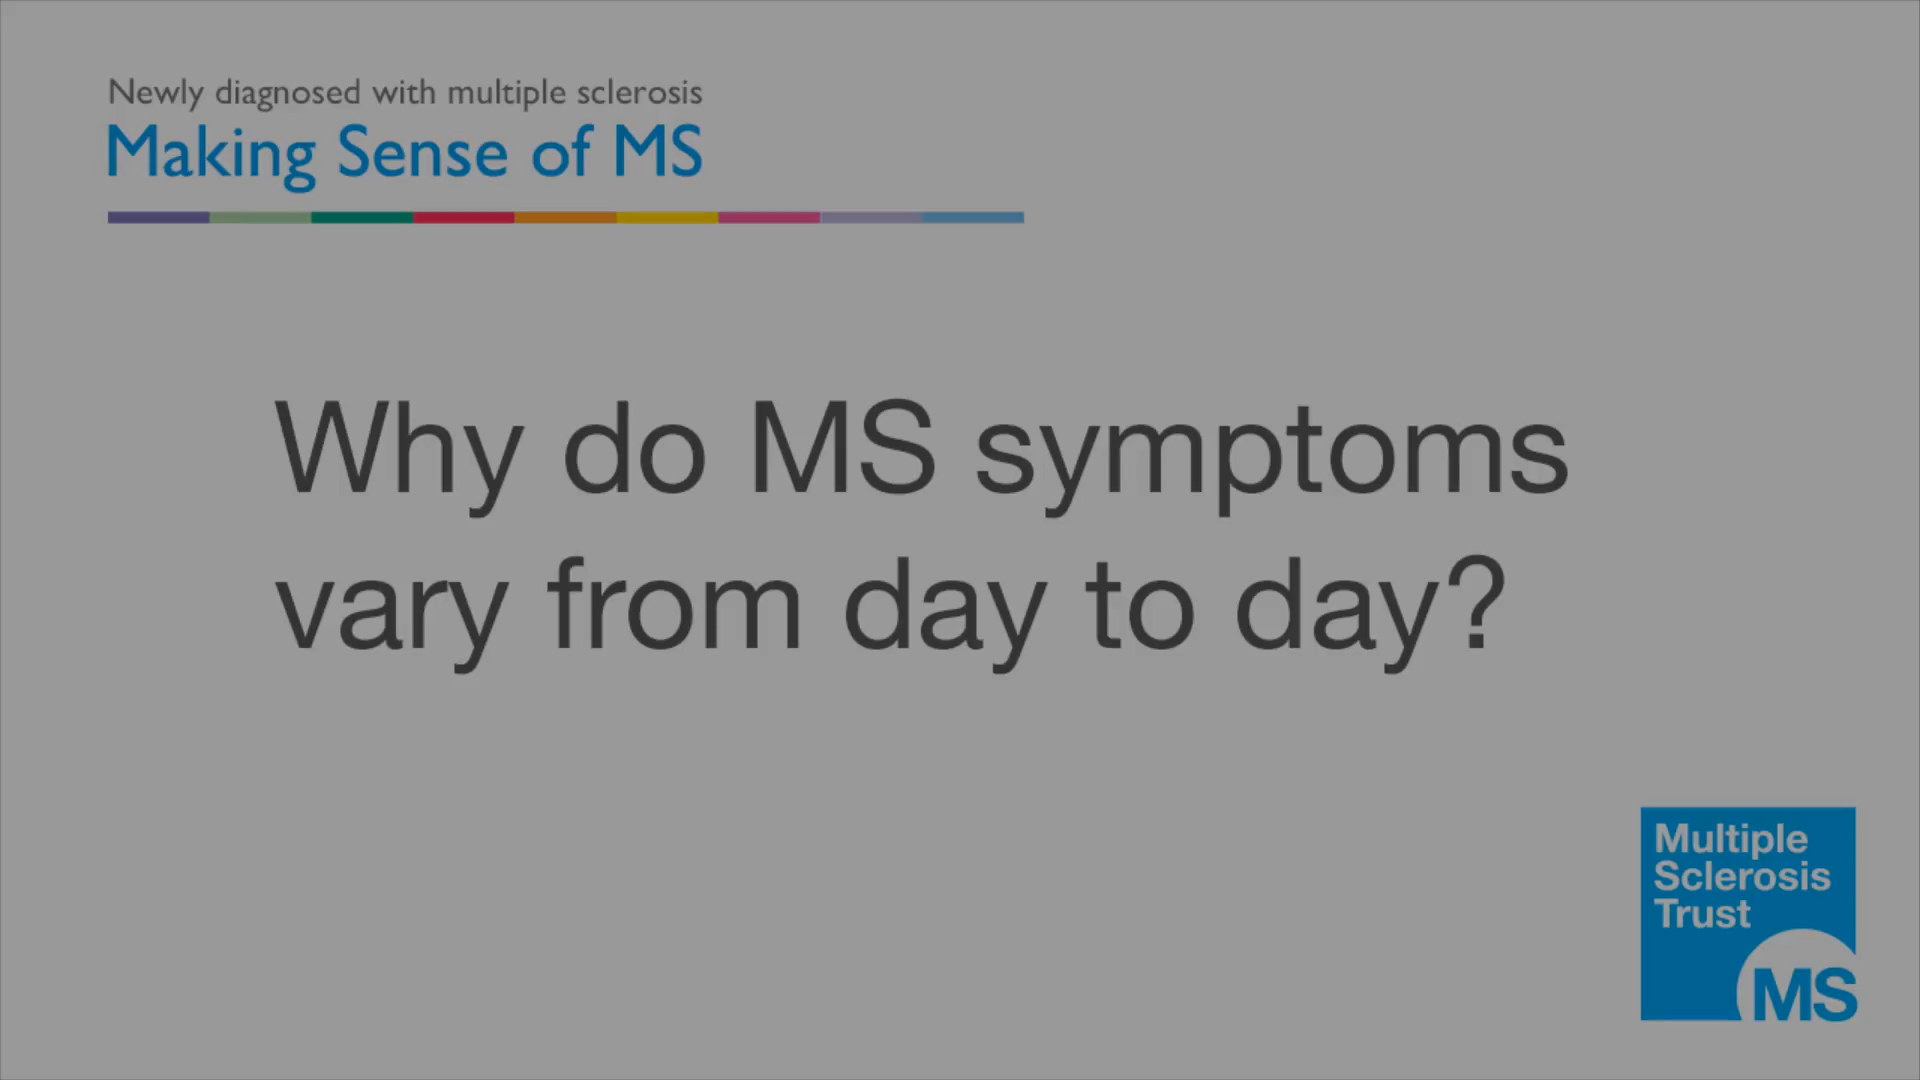 Newly diagnosed with multiple sclerosis
Making Sense of MS
Why do MS symptoms
vary from day to day?
Multiple
Sclerosis
Trust
MS